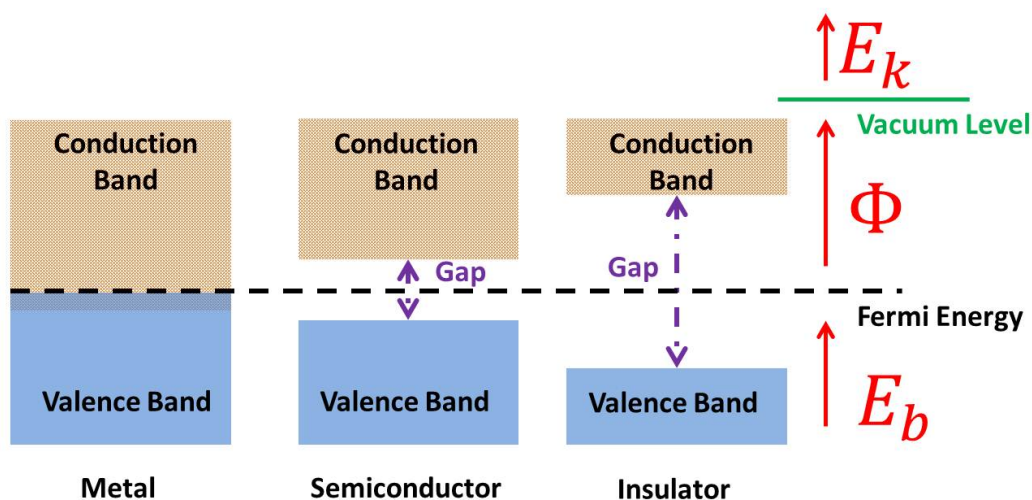 E_k
Vacuum Level
Conduction
Band
Conduction
Band
Conduction
Band
Φ
Gap
Gap
Fermi Energy
Valence Band
Valence Band
Valence Band
E_b
Metal
Semiconductor
Insulator